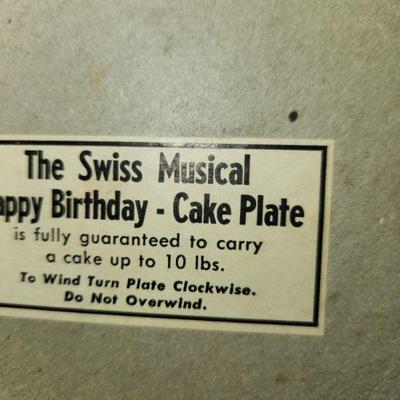 The Swiss Musical
appy Birthday - Cake Plate
is fully guaranteed to carry
a cake up to 10 lbs.
To Wind Turn Plate Clockwise.
Do Not Overwind.